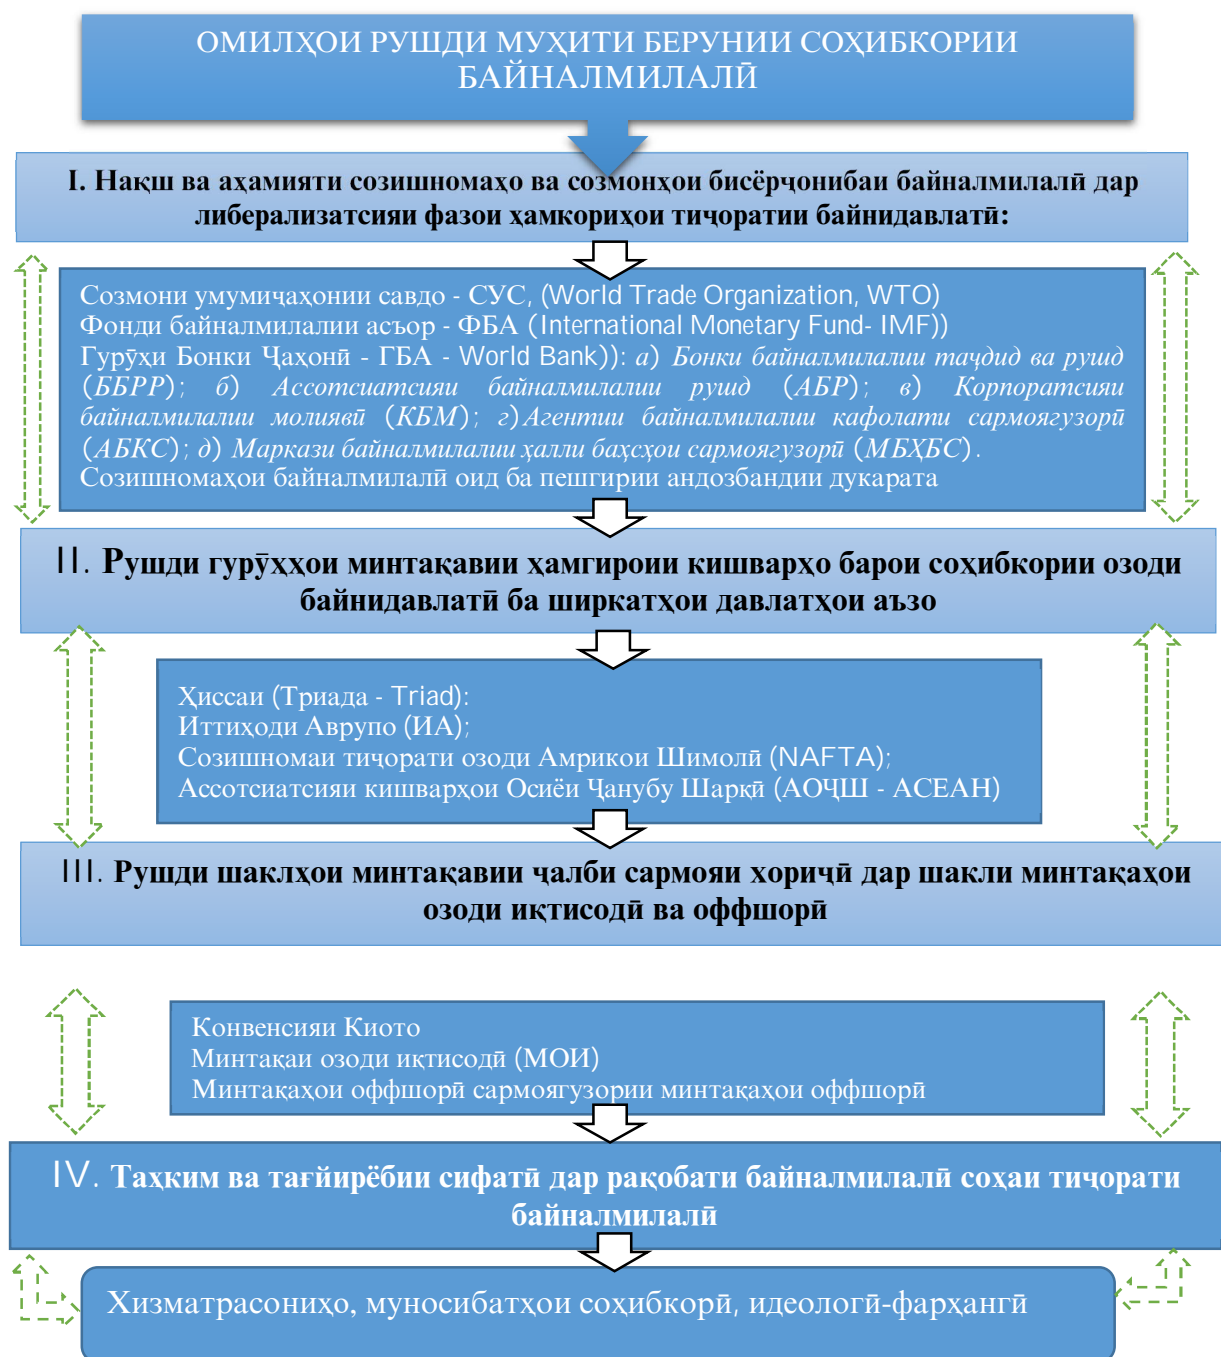 ОМИЛҲОИ РУШДИ МУҲИТИ БЕРУНИИ СОҲИБКОРИИ
БАЙНАЛМИЛАЛӢ
I. Нақш ва аҳамияти созишномаҳо ва созмонҳои бисёрҷонибаи байналмилалӣ дар
либерализатсияи фазои ҳамкориҳои тиҷоратии байнидавлатӣ:
Созмони умумиҷаҳонии савдо - СУС, (World Trade Organization, WTO)
Фонди байналмилалии асъор - ФБА (International Monetary Fund- IMF))
Гурӯҳи Бонки Ҷаҳонӣ - ГБА - World Bank)): а) Бонки байналмилалии таҷдид ва рушд
(ББРР); б) Ассотсиатсияи байналмилалии рушд (АБР); в) Корпоратсияи
байналмилалии молиявӣ (КБМ); г)Агентии байналмилалии кафолати сармоягузорӣ
(АБКС); д) Маркази байналмилалии ҳалли баҳсҳои сармоягузорӣ (МБҲБС).
Созишномаҳои байналмилалӣ оид ба пешгирии андозбандии дукарата
II. Рушди гурӯҳҳои минтақавии ҳамгироии кишварҳо барои соҳибкории озоди
байнидавлатӣ ба ширкатҳои давлатҳои аъзо
Ҳиссаи (Триада - Triad):
Иттиҳоди Аврупо (ИА);
Созишномаи тиҷорати озоди Амрикои Шимолӣ (NAFTA);
Ассотсиатсияи кишварҳои Осиёи Ҷанубу Шарқӣ (АОҶШ - АСЕАН)
III. Рушди шаклҳои минтақавии ҷалби сармояи хориҷӣ дар шакли минтақаҳои
озоди иқтисодӣ ва оффшорӣ
Конвенсияи Киото
Минтақаи озоди иқтисодӣ (МОИ)
Минтақаҳои оффшорӣ сармоягузории минтақаҳои оффшорӣ
IV. Таҳким ва тағйирёбии сифатӣ дар рақобати байналмилалӣ соҳаи тиҷорати
байналмилалӣ
Хизматрасониҳо, муносибатҳои соҳибкорӣ, идеологӣ-фарҳангӣ